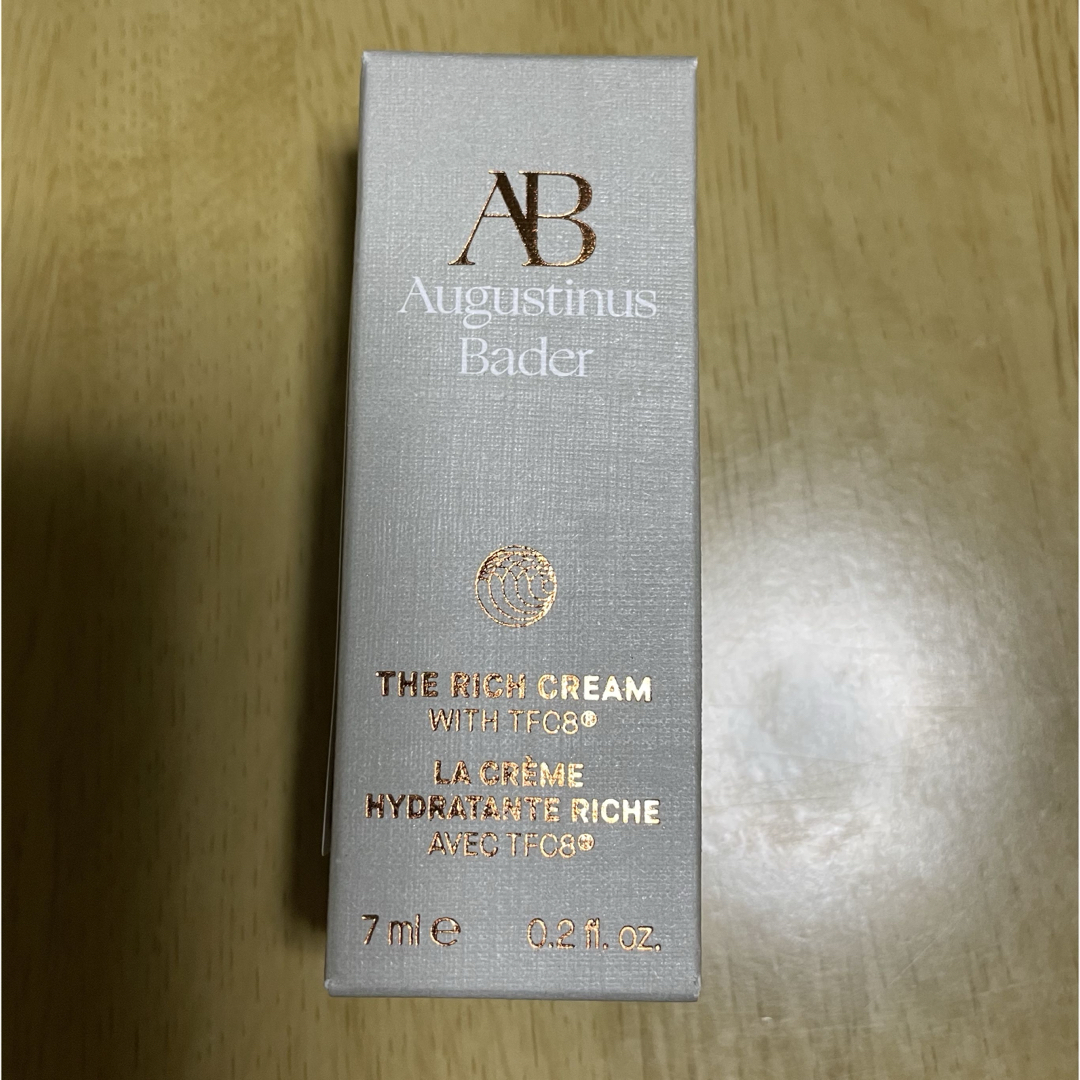 AB
Augustinus
Bader
THE RICH CREAM
WITH TFC8®
LA CRÈME
HYDRATANTE RICHE
AVEC TFC8®
7 ml ℮ 0.2 fl. oz.